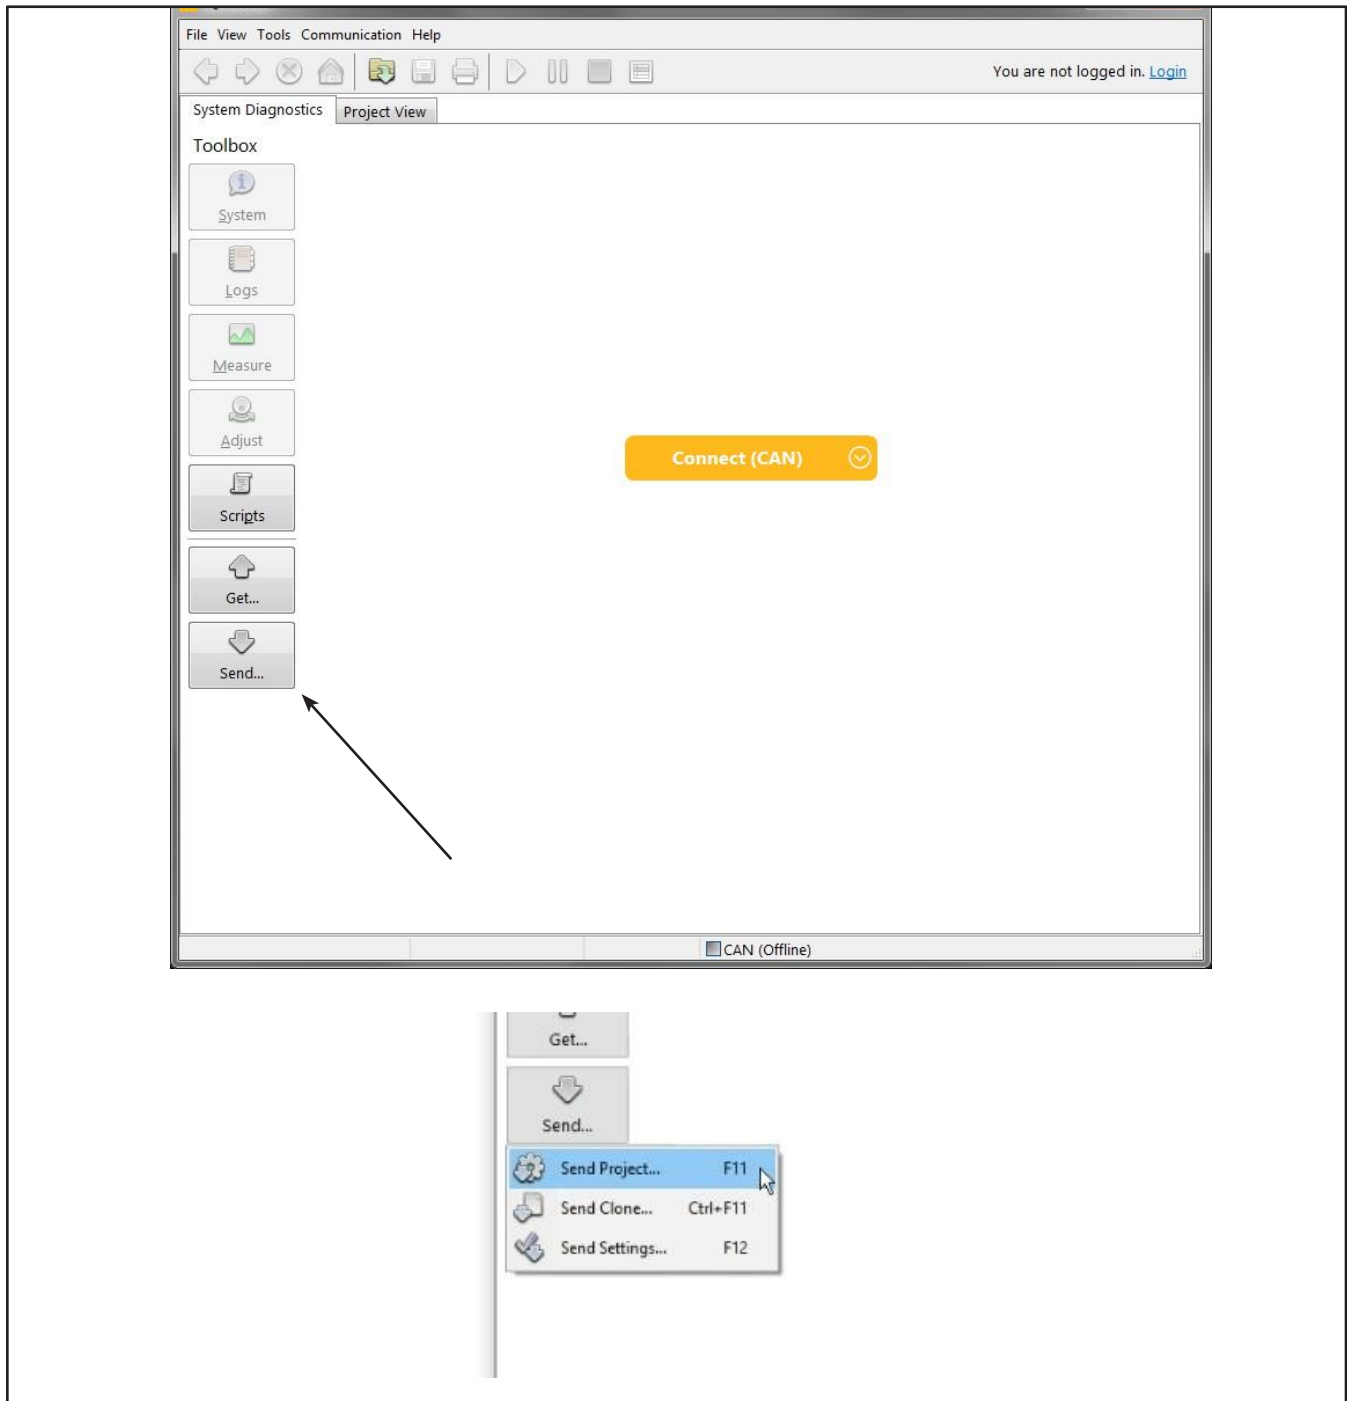 File View Tools Communication Help
You are not logged in. Login
System Diagnostics Project View
Toolbox
System
Logs
Measure
Adjust
Scripts
Get...
Send...
Connect (CAN)
CAN (Offline)
Get...
Send...
Send Project... F11
Send Clone... Ctrl+F11
Send Settings... F12